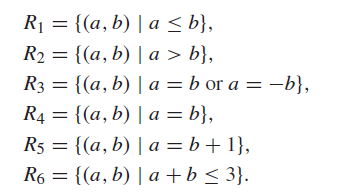 R₁ = {(a, b) | a ≤ b},
R₂ = {(a, b) | a > b},
R₃ = {(a, b) | a = b or a = −b},
R₄ = {(a, b) | a = b},
R₅ = {(a, b) | a = b + 1},
R₆ = {(a, b) | a + b ≤ 3}.